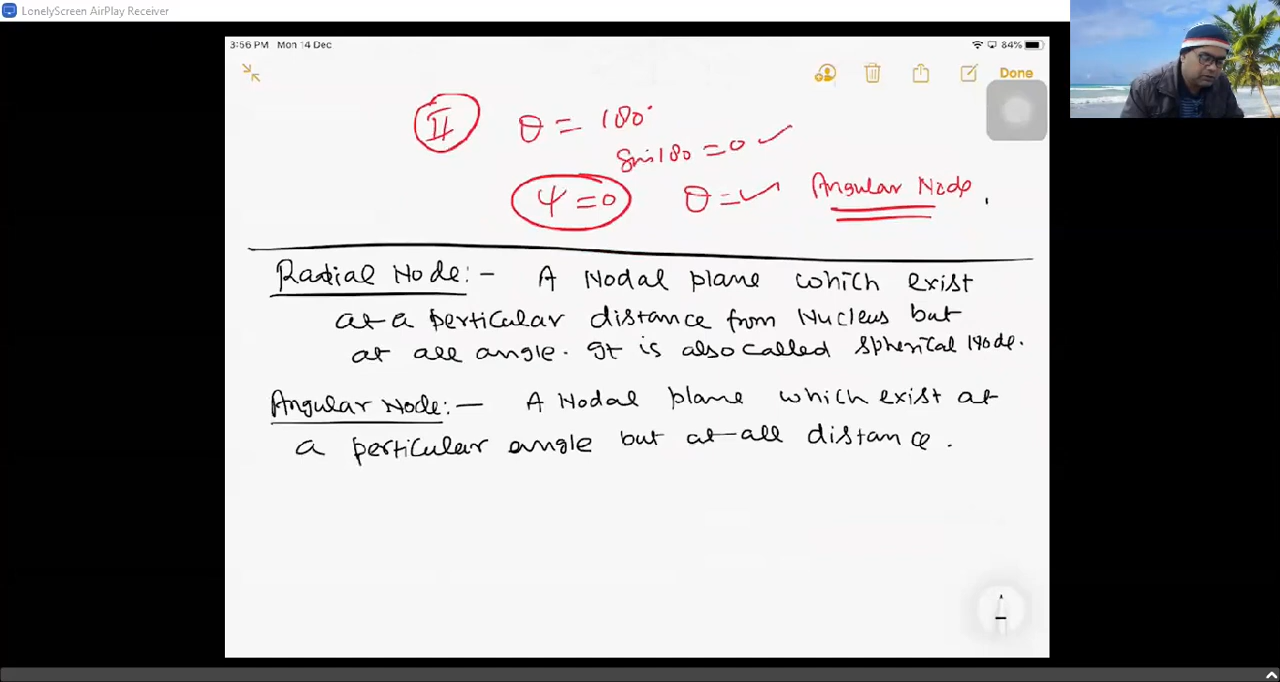 LonelyScreen AirPlay Receiver
3:56 PM Mon 14 Dec
84%
Done
II θ = 180°
Sin 180 = 0 ✓
Ψ = 0 θ = ✓ Angular Node.
Radial Node:- A Nodal plane which exist
at a perticular distance from Nucleus but
at all angle. It is also called Spherical Node.
Angular Node:- A Nodal plane which exist at
a perticular angle but at all distance.